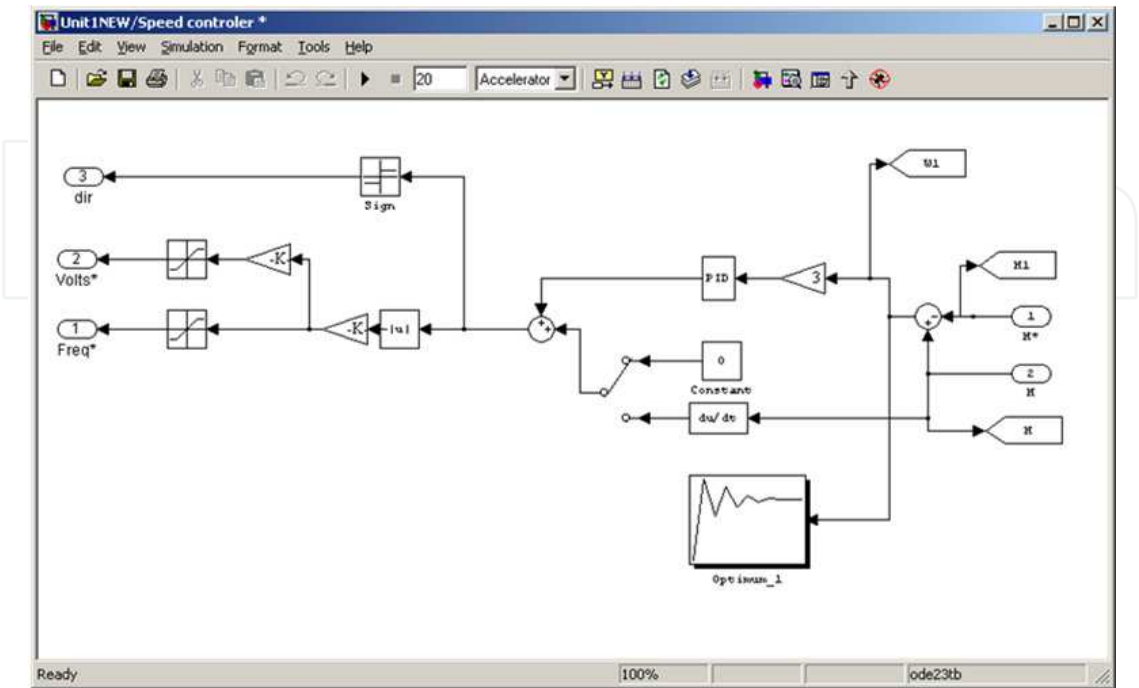 Unit1NEW/Speed controler *
File Edit View Simulation Format Tools Help
20
Accelerator
3
dir
Sign
W1
2
Volts*
-K
PID
3
M1
1
Freq*
-K
|u|
1
M*
0
Constant
2
M
du/dt
M
Optimum_1
Ready
100%
ode23tb